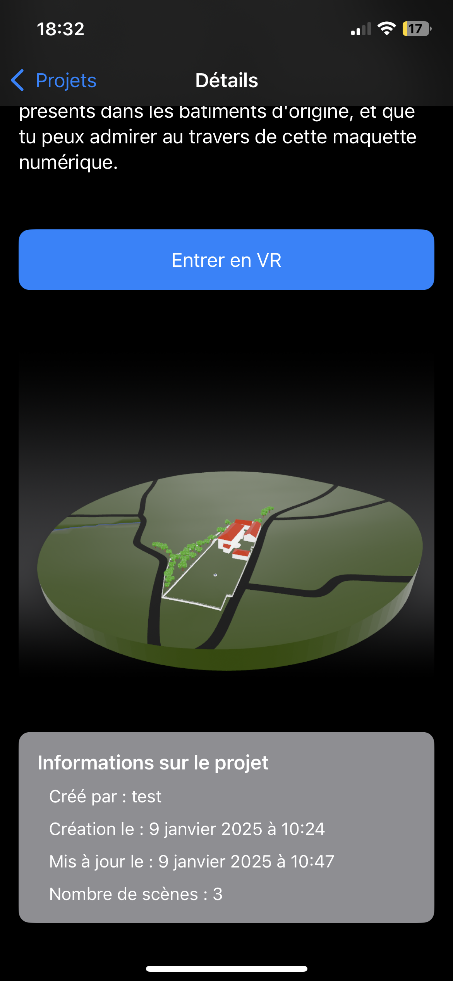 18:32
17
Projets
Détails
présents dans les bâtiments d'origine, et que
tu peux admirer au travers de cette maquette
numérique.
Entrer en VR
Informations sur le projet
Créé par : test
Création le : 9 janvier 2025 à 10:24
Mis à jour le : 9 janvier 2025 à 10:47
Nombre de scènes : 3